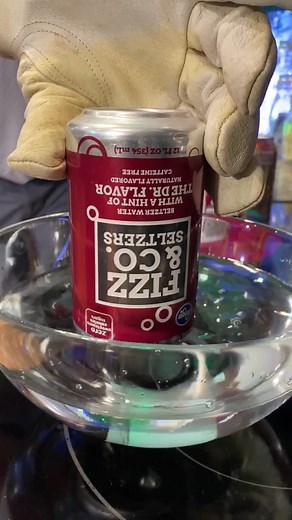 FIZZ
& CO.
SELTZERS
SELTZER WATER
WITH A HINT OF
THE DR. FLAVOR
NATURALLY FLAVORED
CAFFEINE FREE
12 FL OZ (354 mL)
zero